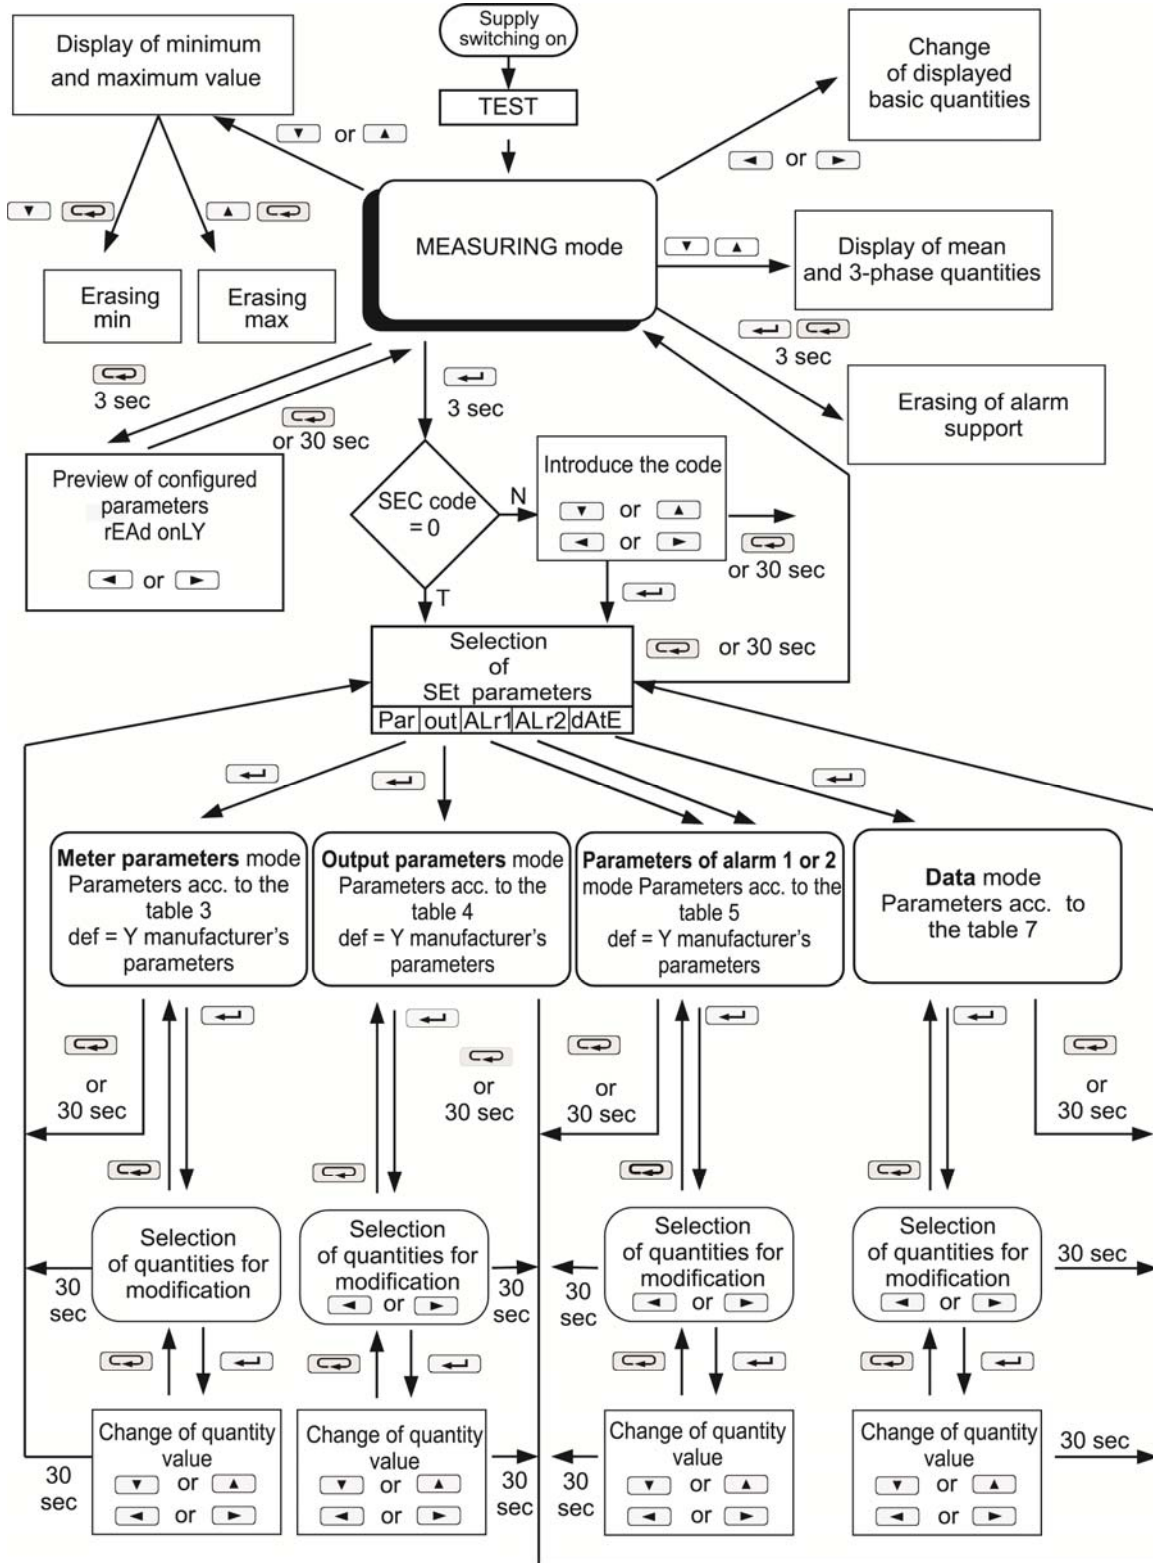 Supply
switching on
TEST
Display of minimum
and maximum value
or
Change
of displayed
basic quantities
or
MEASURING mode
Display of mean
and 3-phase quantities
Erasing
min
Erasing
max
3 sec
Erasing of alarm
support
3 sec
or 30 sec
3 sec
Preview of configured
parameters
rEAd onLY
or
SEC code
= 0
N
T
Introduce the code
or
or
or 30 sec
Selection
of
SEt parameters
Par out ALr1 ALr2 dAtE
or 30 sec
Meter parameters mode
Parameters acc. to the
table 3
def = Y manufacturer's
parameters
Output parameters mode
Parameters acc. to the
table 4
def = Y manufacturer's
parameters
Parameters of alarm 1 or 2
mode Parameters acc. to the
table 5
def = Y manufacturer's
parameters
Data mode
Parameters acc. to
the table 7
or
30 sec
or
30 sec
or
30 sec
or
30 sec
Selection
of quantities for
modification
30
sec
Selection
of quantities for
modification
or
30
sec
Selection
of quantities for
modification
or
30
sec
Selection
of quantities for
modification
or
30 sec
Change of quantity
value
or
or
30
sec
Change of quantity
value
or
or
30
sec
Change of quantity
value
or
or
30
sec
Change of quantity
value
or
or
30 sec